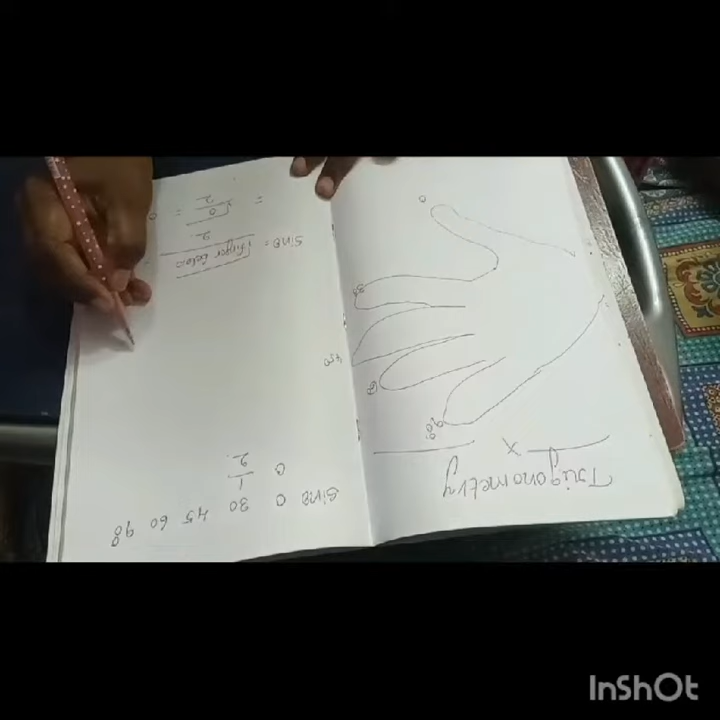 Trigonometry
x
90
60
45
30
0
Sinθ 0 30 45 60 90
0 1/2
Sinθ = √finger below / 2
= √0 / 2 = 0
InShOt